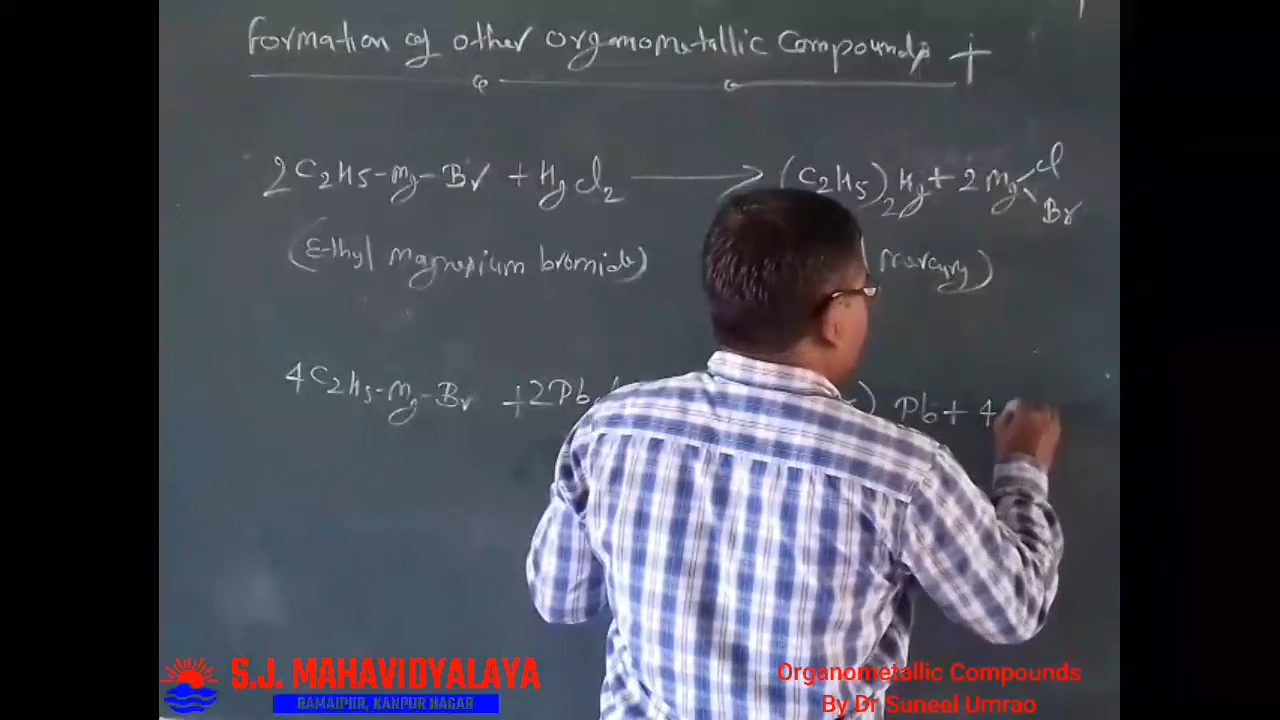 Formation of other Organometallic Compounds
2C2H5-Mg-Br + HgCl2 → (C2H5)2Hg + 2Mg Cl
Br
(Ethyl magnesium bromide) mercury)
4C2H5-Mg-Br + 2Pb ) Pb + 4
S.J. MAHAVIDYALAYA
RAMAIPUR, KANPUR NAGAR
Organometallic Compounds
By Dr Suneel Umrao